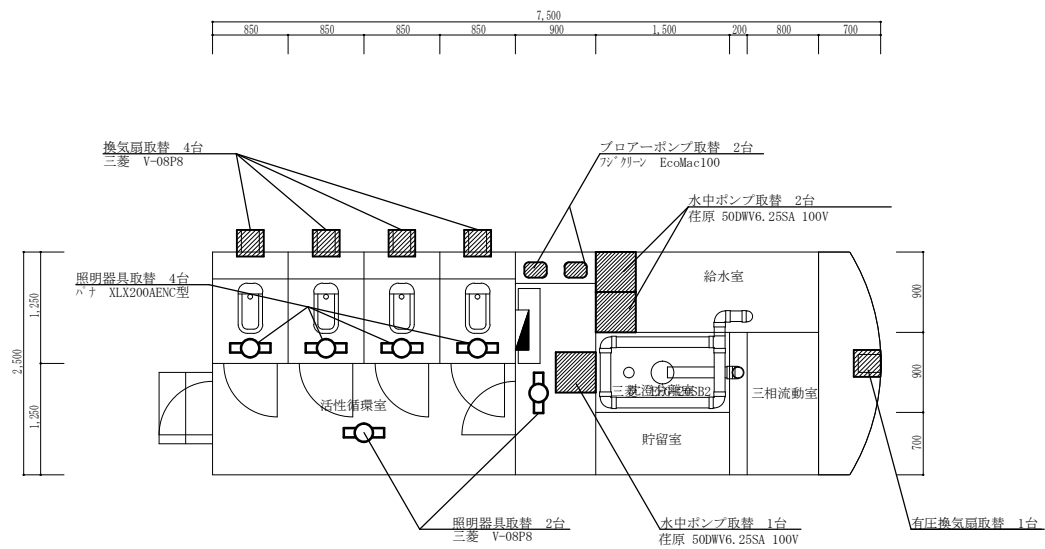 7,500
850
850
850
850
900
1,500
200
800
700
換気扇取替 4台
三菱 V-08P8
ブロアーポンプ取替 2台
フジクリーン EcoMac100
水中ポンプ取替 2台
荏原 50DWV6.25SA 100V
照明器具取替 4台
パナ XLX200AENC型
給水室
1,250
2,500
1,250
900
900
700
活性循環室
三相流動室
貯留室
照明器具取替 2台
三菱 V-08P8
水中ポンプ取替 1台
荏原 50DWV6.25SA 100V
有圧換気扇取替 1台